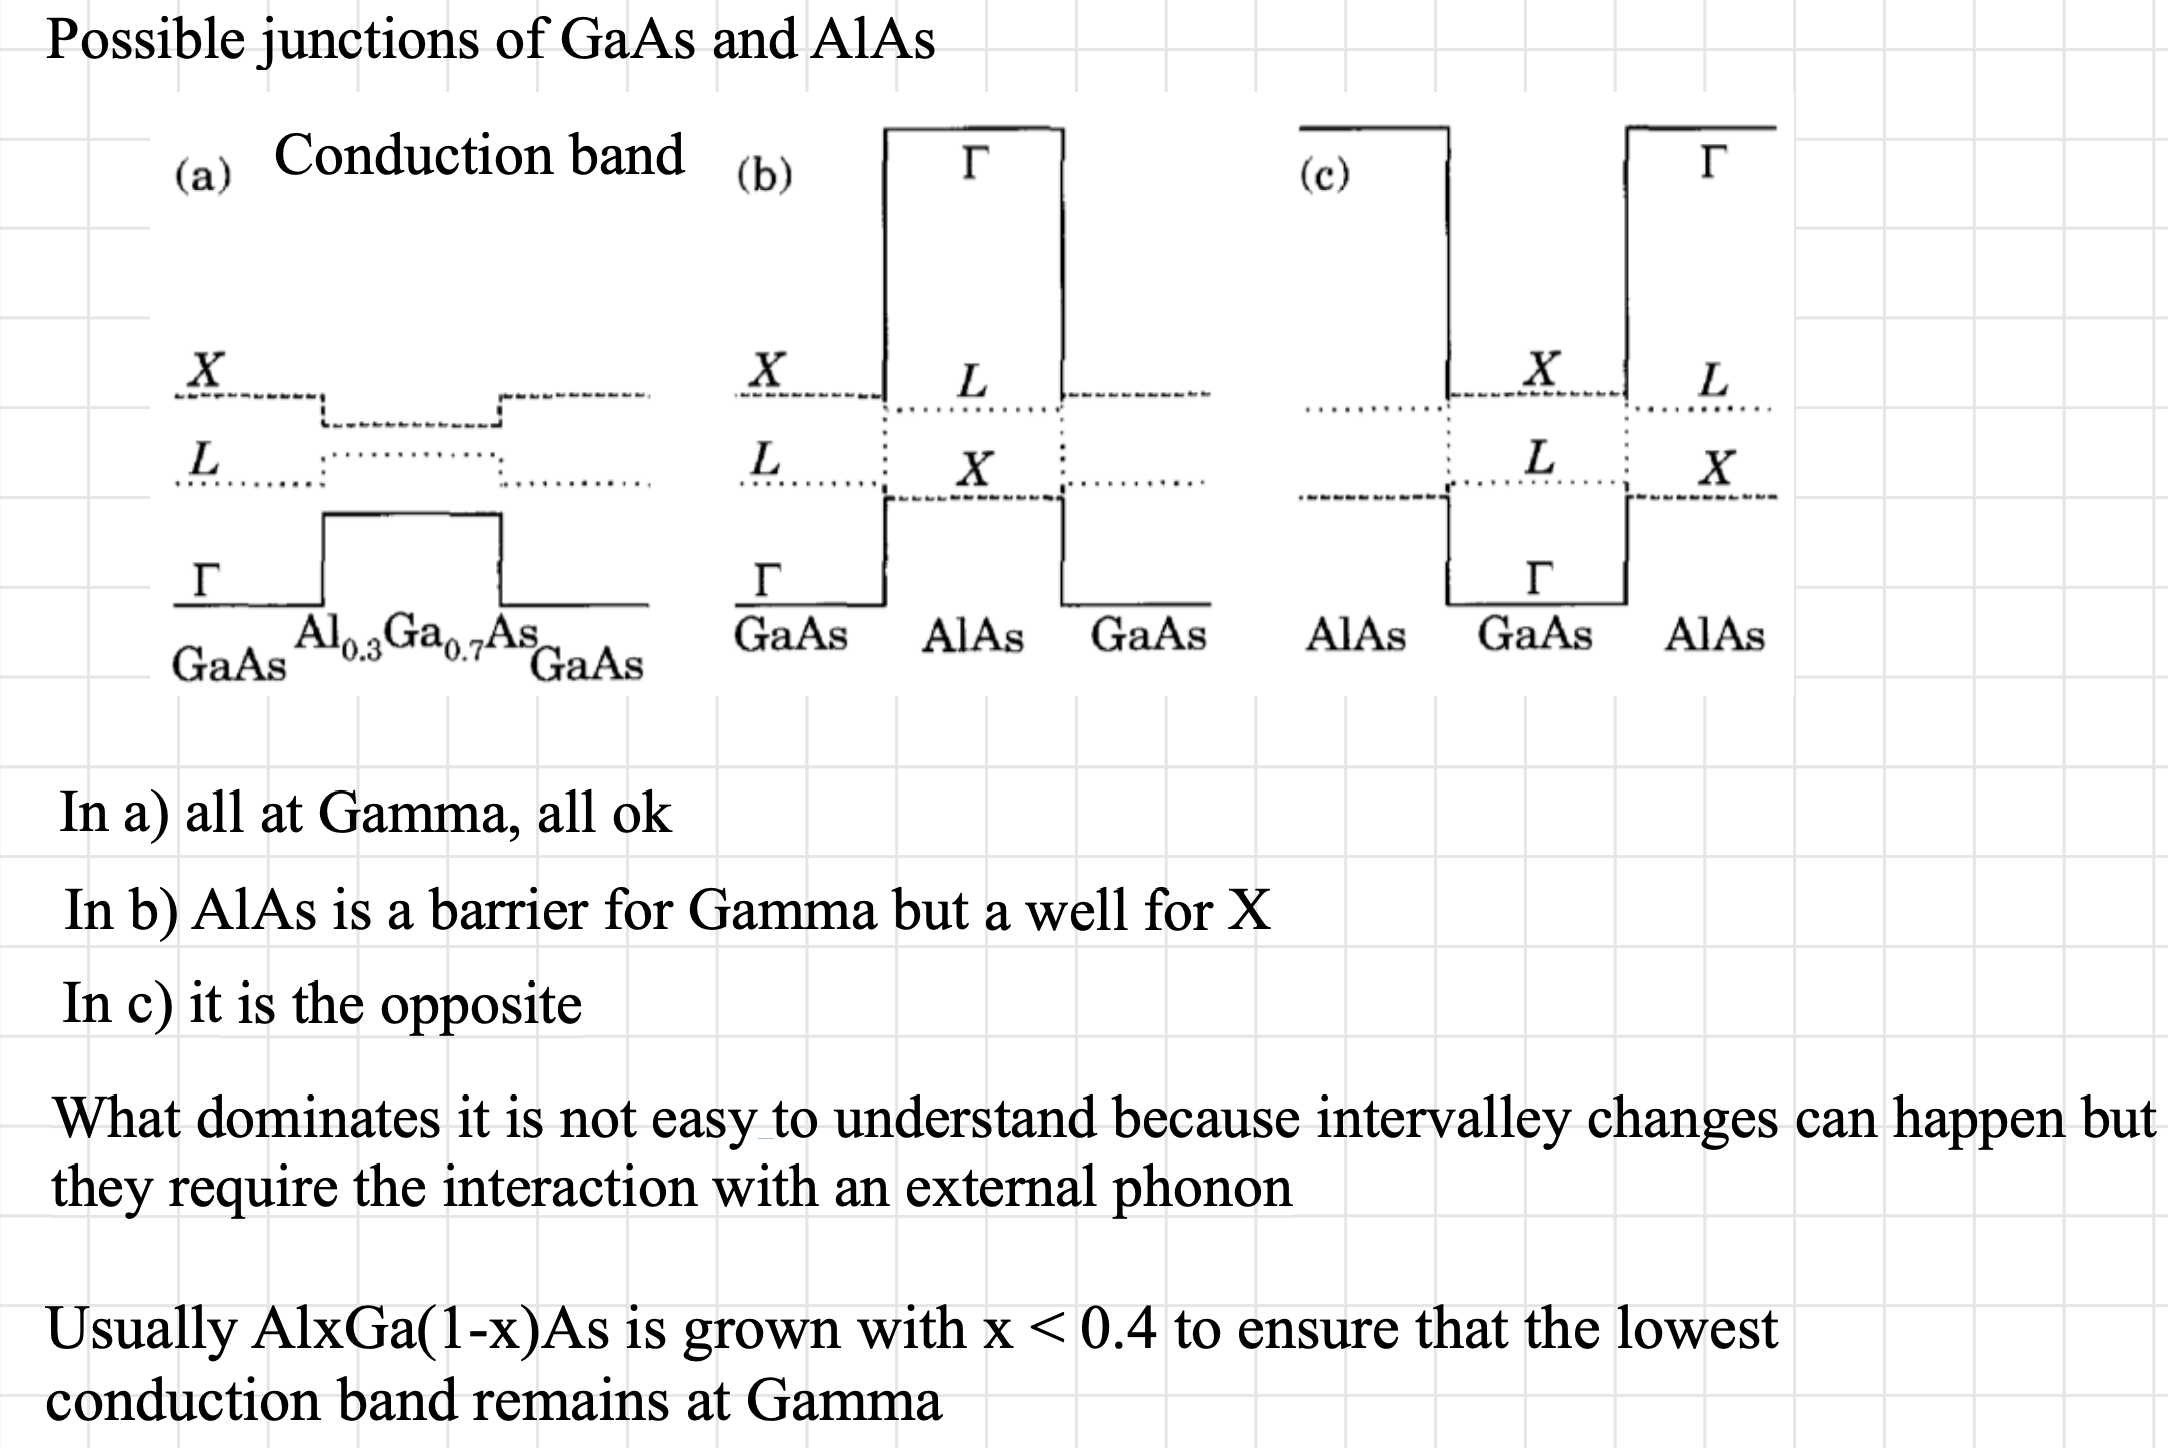 Possible junctions of GaAs and AlAs
(a) Conduction band (b) Γ (c) Γ
X X L X L
L L X L X
Γ Γ Γ
GaAs Al0.3Ga0.7As GaAs GaAs AlAs GaAs AlAs GaAs AlAs
In a) all at Gamma, all ok
In b) AlAs is a barrier for Gamma but a well for X
In c) it is the opposite
What dominates it is not easy to understand because intervalley changes can happen but
they require the interaction with an external phonon
Usually AlxGa(1-x)As is grown with x < 0.4 to ensure that the lowest
conduction band remains at Gamma